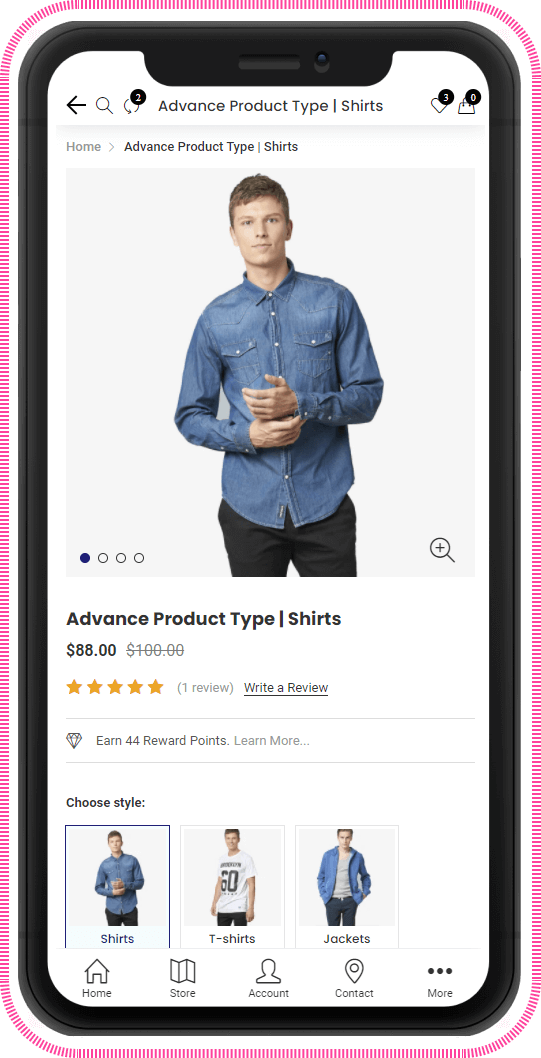 2
Advance Product Type | Shirts
3
0
Home
Advance Product Type | Shirts
Advance Product Type | Shirts
$88.00 $100.00
(1 review) Write a Review
Earn 44 Reward Points. Learn More...
Choose style:
BROOKLYN
60
Shirts T-shirts Jackets
Home Store Account Contact More